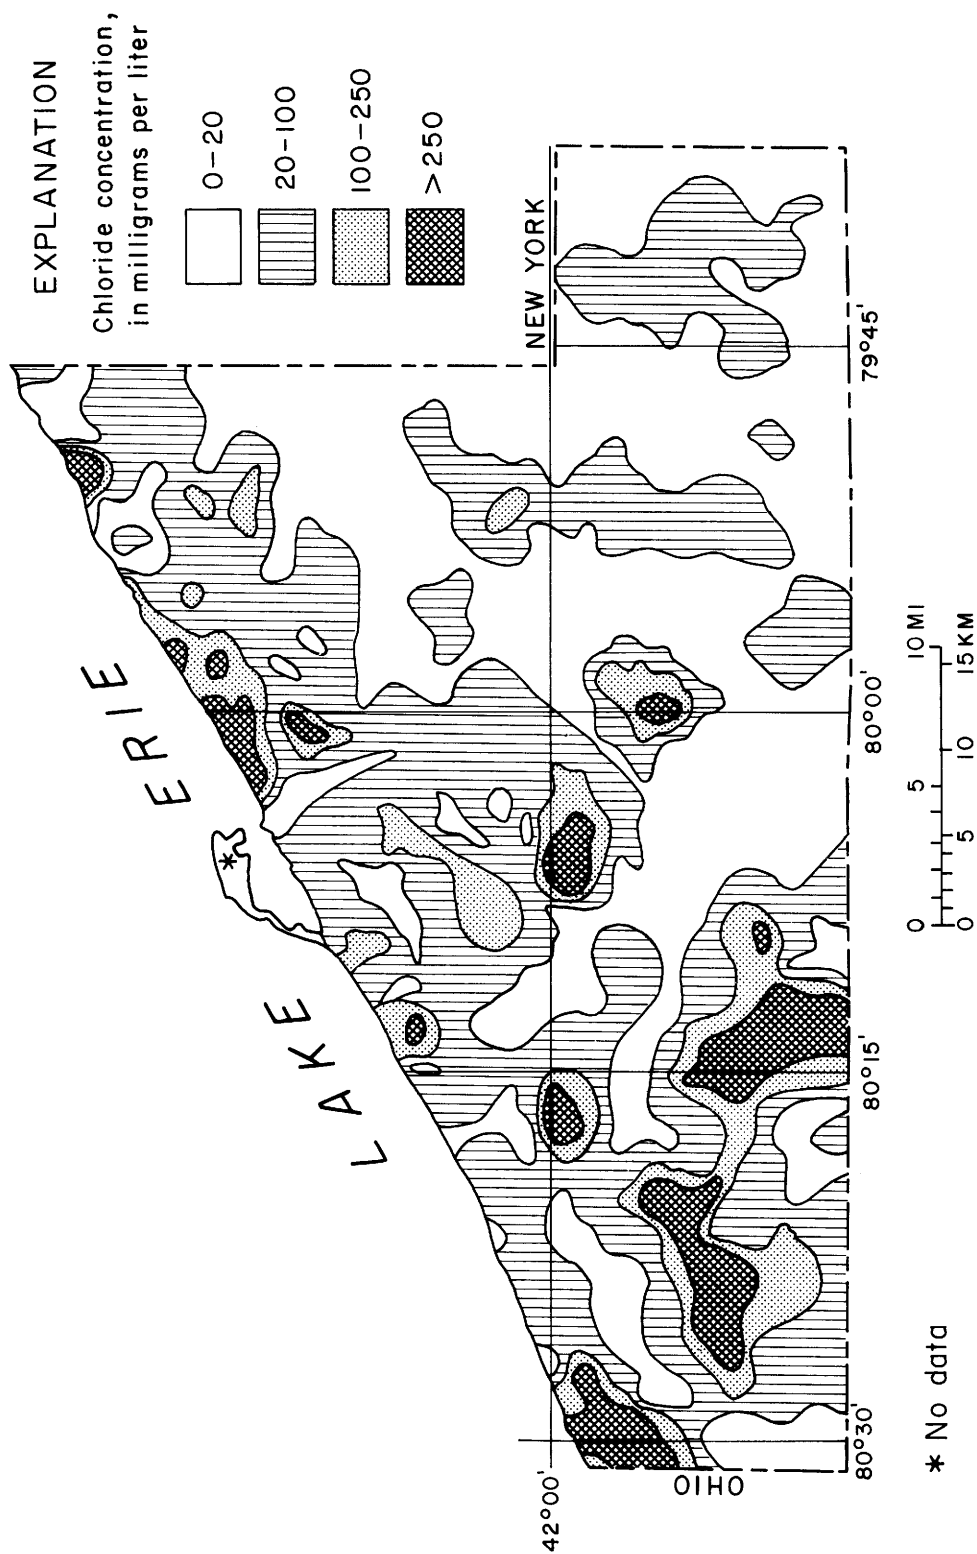 EXPLANATION
Chloride concentration,
in milligrams per liter
0-20
20-100
100-250
>250
LAKE ERIE
*
NEW YORK
OHIO
42°00'
80°30'
80°15'
80°00'
79°45'
0 5 10 MI
0 5 10 15 KM
* No data